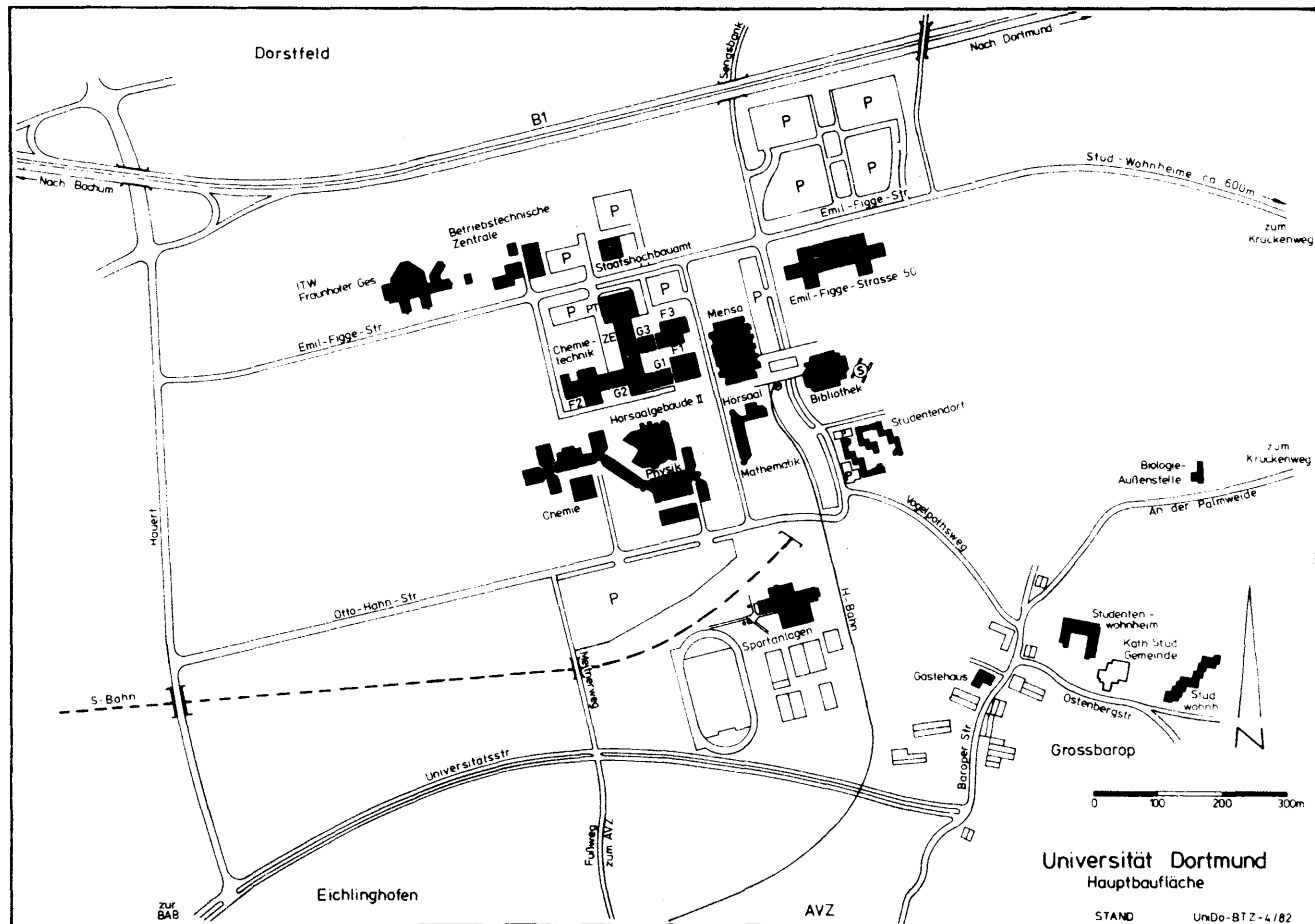 Dorstfeld
Sengsbank
Nach Dortmund
B1
P
P
P
P
Nach Bochum
Stud-Wohnheime ca. 600m
zum
Kruckenweg
Emil-Figge-Str
Betriebstechnische
Zentrale
P
P
Staatshochbauamt
ITW
Fraunhofer Ges
Emil-Figge-Strasse 50
P
P
P
PT
F3
Mensa
Emil-Figge-Str
Chemie-
technik
ZE
G3
F1
G1
G2
F2
Hörsaal
Bibliothek
S
Hörsaalgebäude II
Studentendorf
P
P
Physik
Mathematik
Chemie
zum
Kruckenweg
Biologie-
Außenstelle
An der Palmweide
Vogelpothsweg
Hauert
Otto-Hahn-Str
P
H-Bahn
Sportanlagen
Studenten-
wohnheim
Kath Stud
Gemeinde
Stud
wohnh
Gästehaus
Ostenbergstr
S-Bahn
Meitnerweg
Grossbarop
Baroper Str
Universitätsstr
N
0 100 200 300m
Fußweg
zum AVZ
Universität Dortmund
Hauptbaufläche
zur
BAB
Eichlinghofen
AVZ
STAND UniDo-BTZ-4/82